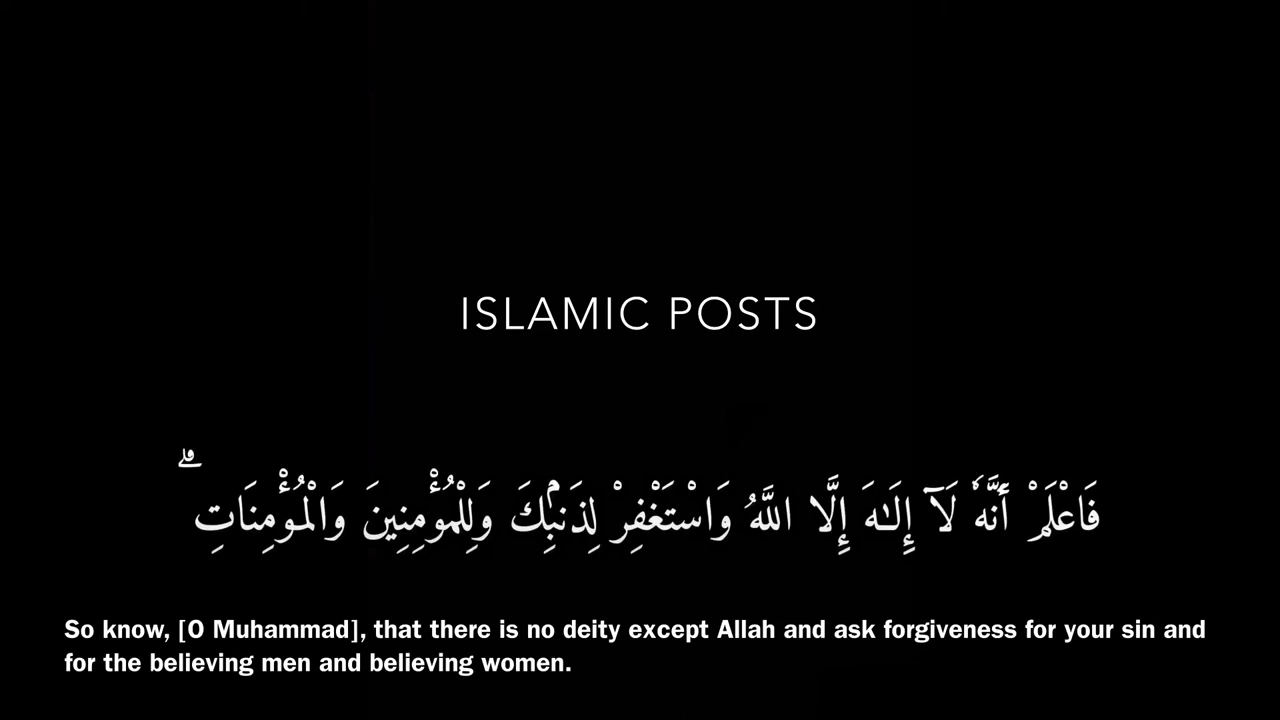 ISLAMIC POSTS
فَاعْلَمْ أَنَّهُ لَآ إِلَـٰهَ إِلَّا اللَّهُ وَاسْتَغْفِرْ لِذَنۢبِكَ وَلِلْمُؤْمِنِينَ وَالْمُؤْمِنَاتِ ۗ
So know, [O Muhammad], that there is no deity except Allah and ask forgiveness for your sin and
for the believing men and believing women.